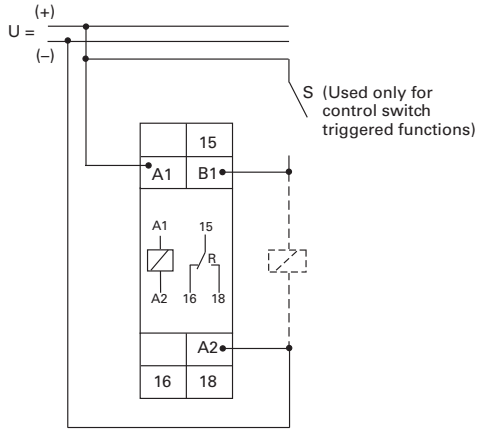 (+)
U =
(–)
S (Used only for
control switch
triggered functions)
15
A1 B1
A1 15
R
A2 16 18
A2
16 18